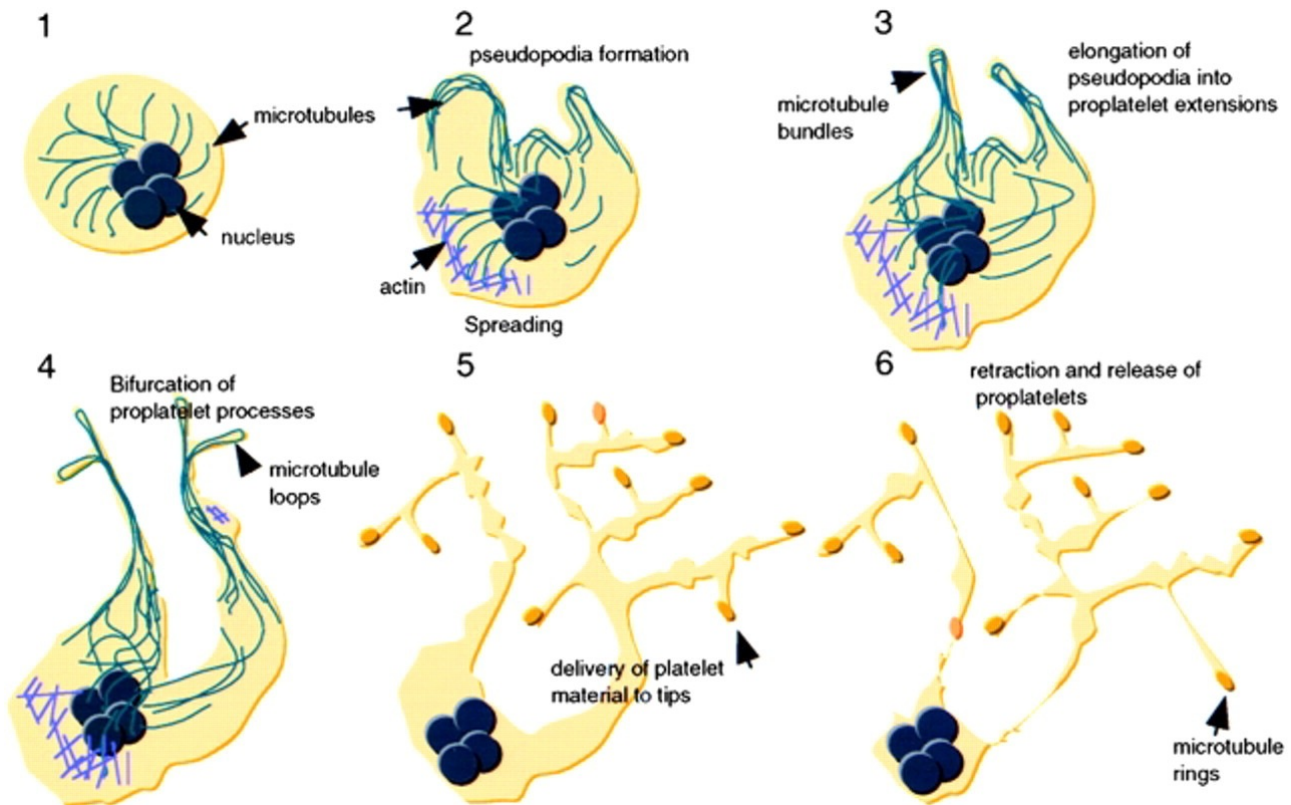 1
microtubules
nucleus
2
pseudopodia formation
actin
Spreading
3
microtubule
bundles
elongation of
pseudopodia into
proplatelet extensions
4
Bifurcation of
proplatelet processes
microtubule
loops
5
delivery of platelet
material to tips
6
retraction and release of
proplatelets
microtubule
rings